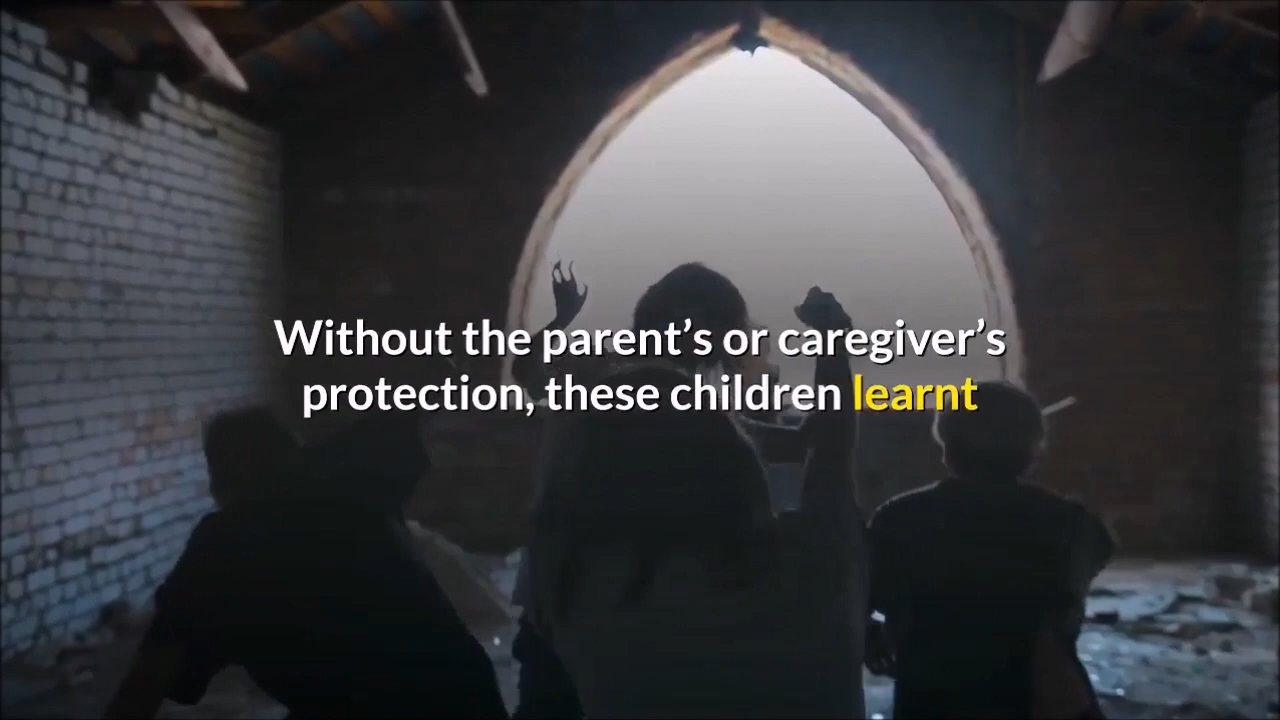 Without the parent’s or caregiver’s
protection, these children learnt